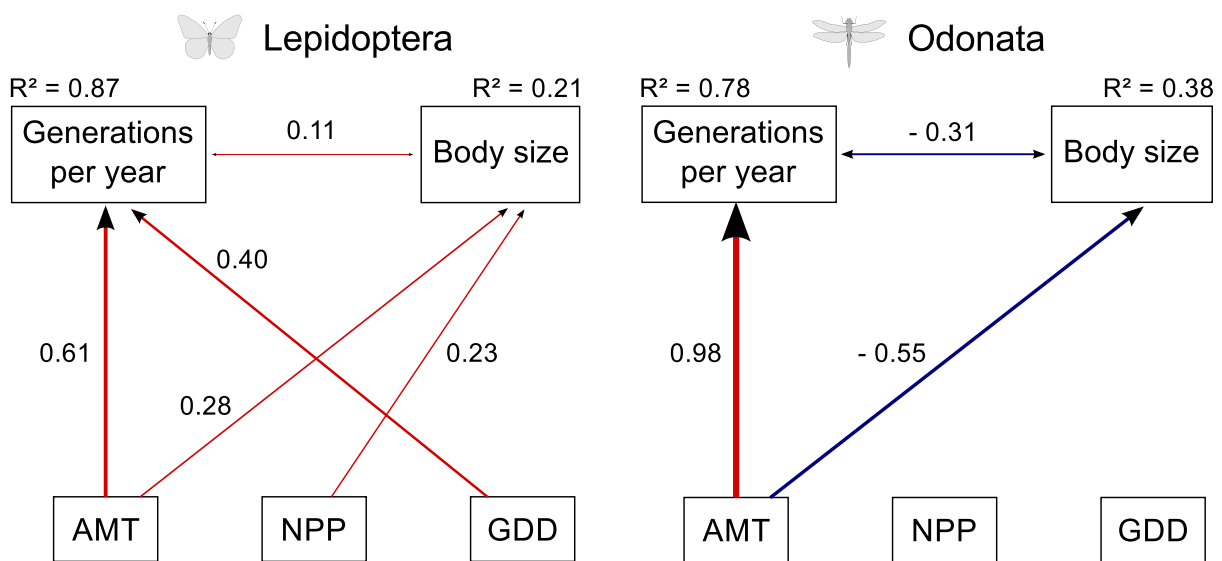 Lepidoptera
R² = 0.87
R² = 0.21
Generations
per year
0.11
Body size
0.40
0.61
0.23
0.28
AMT
NPP
GDD
Odonata
R² = 0.78
R² = 0.38
Generations
per year
- 0.31
Body size
0.98
- 0.55
AMT
NPP
GDD